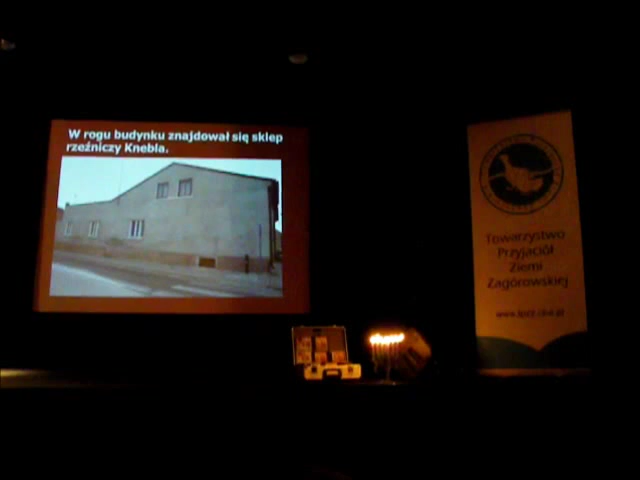 W rogu budynku znajdował się sklep
rzeźniczy Knebla.
Towarzystwo
Przyjaciół
Ziemi
Zagórowskiej